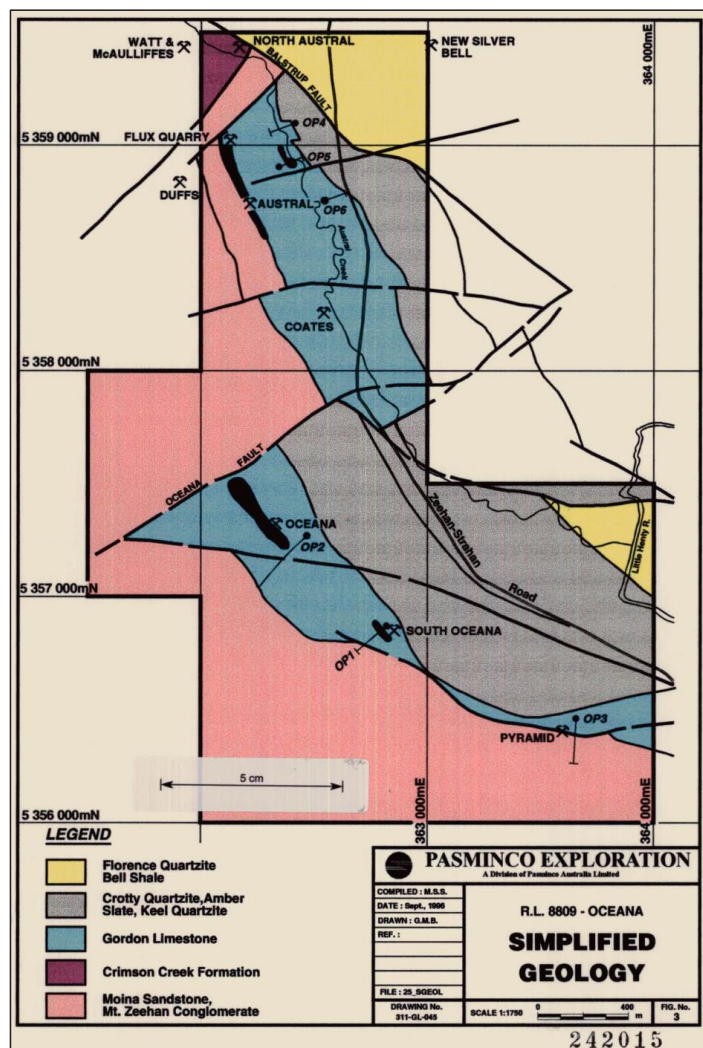 WATT &
McAULLIFFES
NORTH AUSTRAL
NEW SILVER
BELL
364 000mE
BALSTRUP FAULT
OP4
5 359 000mN
FLUX QUARRY
OP5
DUFFS
AUSTRAL
OP6
Austral
Creek
COATES
5 358 000mN
OCEANA FAULT
OCEANA
OP2
Zeehan-Strahan
Road
Little Henty R.
5 357 000mN
SOUTH OCEANA
OP1
OP3
PYRAMID
5 cm
363 000mE
364 000mE
5 356 000mN
LEGEND
Florence Quartzite
Bell Shale
Crotty Quartzite,Amber
Slate, Keel Quartzite
Gordon Limestone
Crimson Creek Formation
Moina Sandstone,
Mt. Zeehan Conglomerate
PASMINCO EXPLORATION
A Division of Pasminco Australia Limited
COMPILED : M.S.S.
DATE : Sept., 1996
DRAWN : G.M.B.
REF. :
FILE : 25_SGEOL
DRAWING No.
311-GL-045
R.L. 8809 - OCEANA
SIMPLIFIED
GEOLOGY
SCALE 1:1750
0 400
m
FIG. No.
3
242015